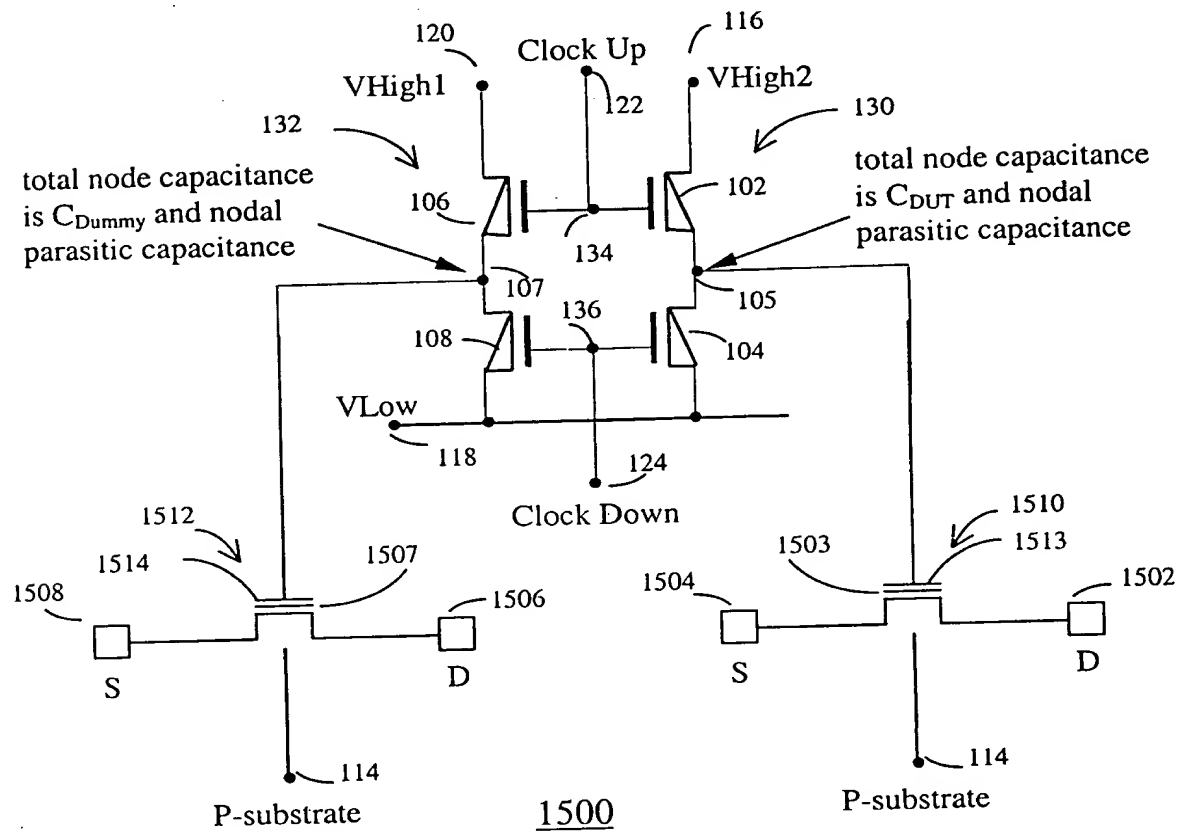 120
116
Clock Up
VHigh1
VHigh2
122
132
130
total node capacitance
is C_Dummy and nodal
parasitic capacitance
total node capacitance
is C_DUT and nodal
parasitic capacitance
106
102
134
107
105
136
108
104
VLow
118
124
Clock Down
1512
1514
1507
1508
1506
S
D
1510
1513
1503
1504
1502
S
D
114
P-substrate
114
P-substrate
1500